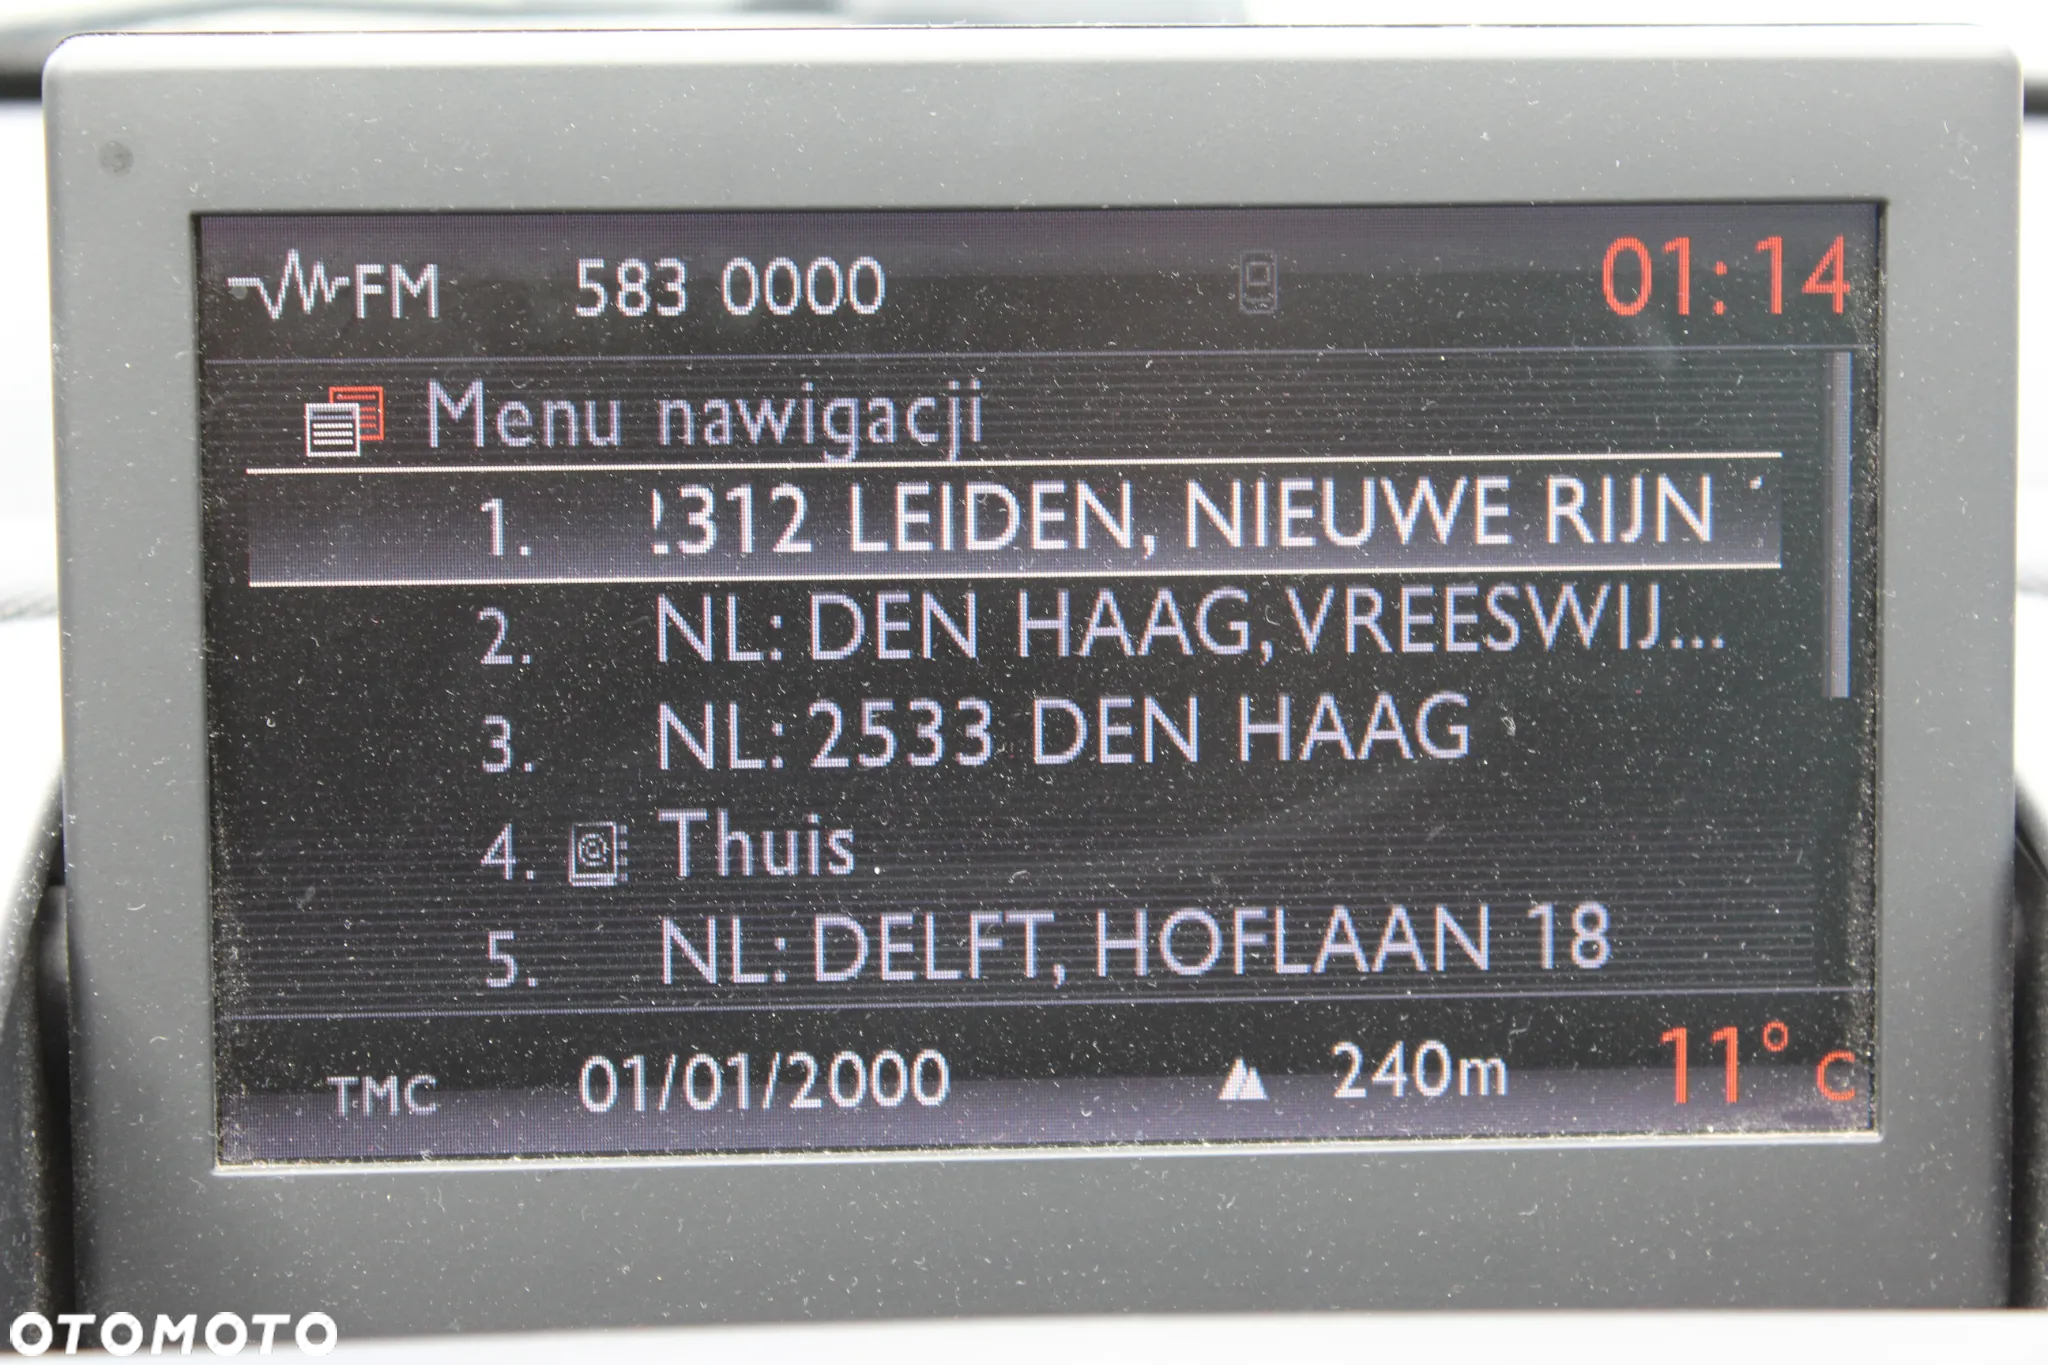 FM 583 0000 01:14
Menu nawigacji
1. 312 LEIDEN, NIEUWE RIJN
2. NL: DEN HAAG, VREESWIJ...
3. NL: 2533 DEN HAAG
4. Thuis
5. NL: DELFT, HOFLAAN 18
TMC 01/01/2000 240m 11° C
OTOMOTO